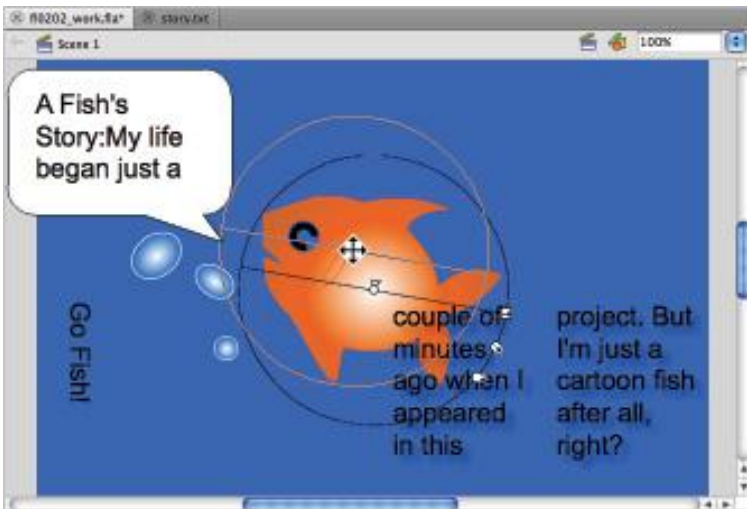 fl0202_work.fla*
story.txt
Scene 1
100%
A Fish's
Story:My life
began just a
Go Fish!
couple of
minutes
ago when I
appeared
in this
project. But
I'm just a
cartoon fish
after all,
right?